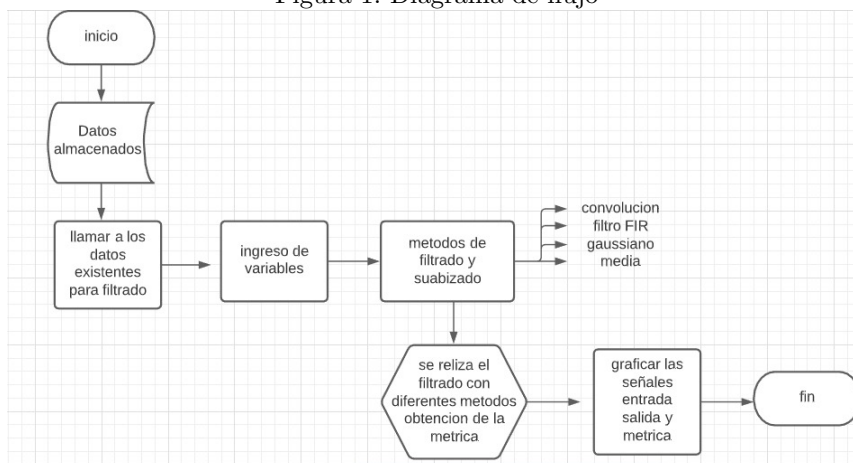 Figura 1: Diagrama de flujo
inicio
Datos
almacenados
llamar a los
datos
existentes
para filtrado
ingreso de
variables
metodos de
filtrado y
suabizado
convolucion
filtro FIR
gaussiano
media
se reliza el
filtrado con
diferentes metodos
obtencion de la
metrica
graficar las
señales
entrada
salida y
metrica
fin